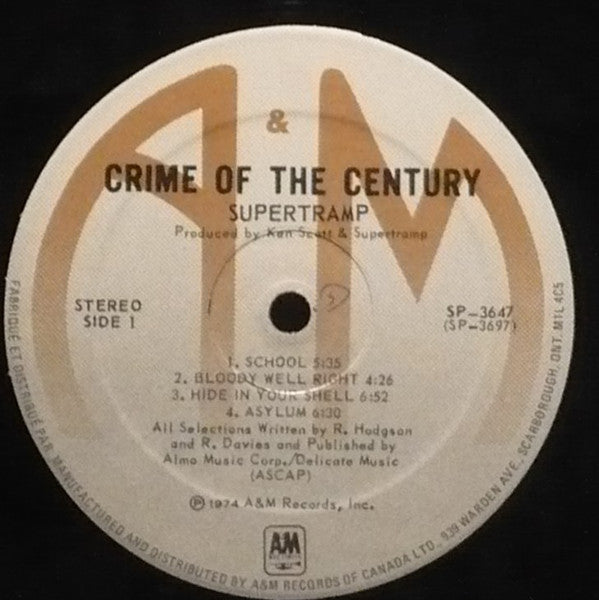 &
CRIME OF THE CENTURY
SUPERTRAMP
Produced by Ken Scott & Supertramp
STEREO
SIDE 1
SP-3647
(SP-3697)
1. SCHOOL 5:35
2. BLOODY WELL RIGHT 4:26
3. HIDE IN YOUR SHELL 6:52
4. ASYLUM 6:30
All Selections Written by R. Hodgson
and R. Davies and Published by
Almo Music Corp./Delicate Music
(ASCAP)
℗ 1974 A&M Records, Inc.
A&M
FABRIQUÉ ET DISTRIBUÉ PAR MANUFACTURED AND DISTRIBUTED BY A&M RECORDS OF CANADA LTD., 939 WARDEN AVE., SCARBOROUGH, ONT. M1L 4C5